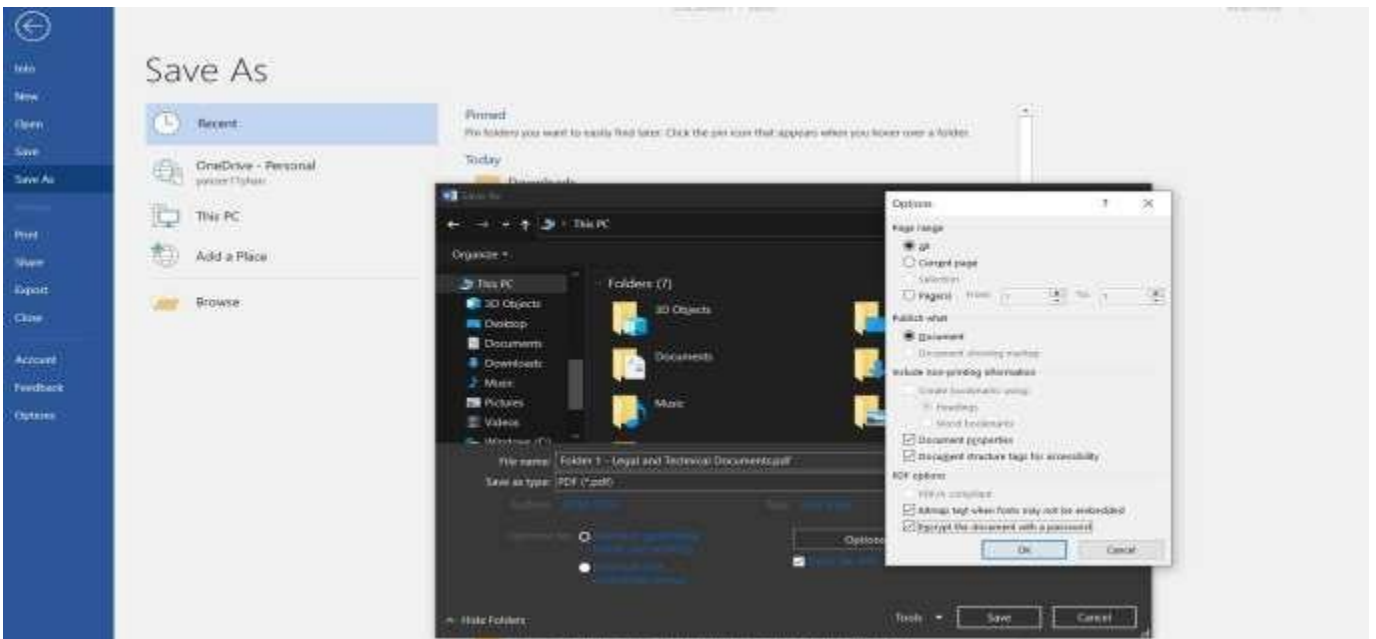 Info
New
Open
Save
Save As
Print
Share
Export
Close
Account
Feedback
Options
Save As
Recent
OneDrive - Personal
This PC
Add a Place
Browse
Pinned
Pin folders you want to easily find later. Click the pin icon that appears when you hover over a folder.
Today
Downloads
Save As
This PC
Organize
This PC
3D Objects
Desktop
Documents
Downloads
Music
Pictures
Videos
Windows (C:)
Folders (7)
3D Objects
Documents
Music
File name: Folder 1 - Legal and Technical Documents.pdf
Save as type: PDF (*.pdf)
Options
Hide Folders
Tools
Save
Cancel
Options
?
Page range
All
Current page
Selection
Page(s) From: 1 To: 1
Publish what
Document
Document showing markup
Include non-printing information
Create bookmarks using:
Headings
Word bookmarks
Document properties
Document structure tags for accessibility
PDF options
PDF/A compliant
Bitmap text when fonts may not be embedded
Encrypt the document with a password
OK
Cancel